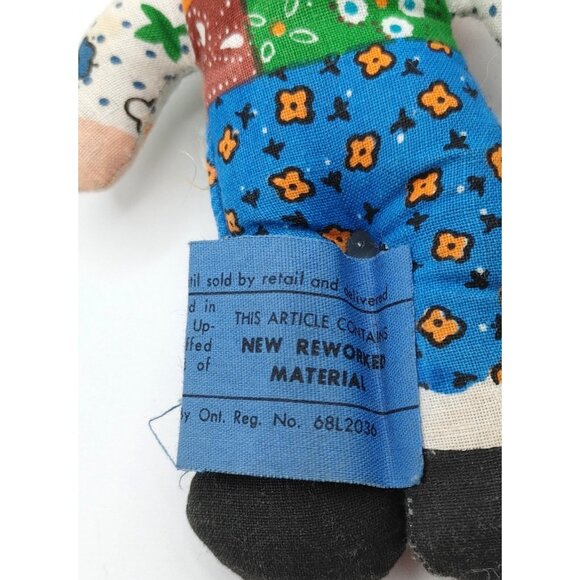 til sold by retail and delivered
d in
Up-
ffed
of
THIS ARTICLE CONTAINS
NEW REWORKED
MATERIAL
by Ont. Reg. No. 68L2036